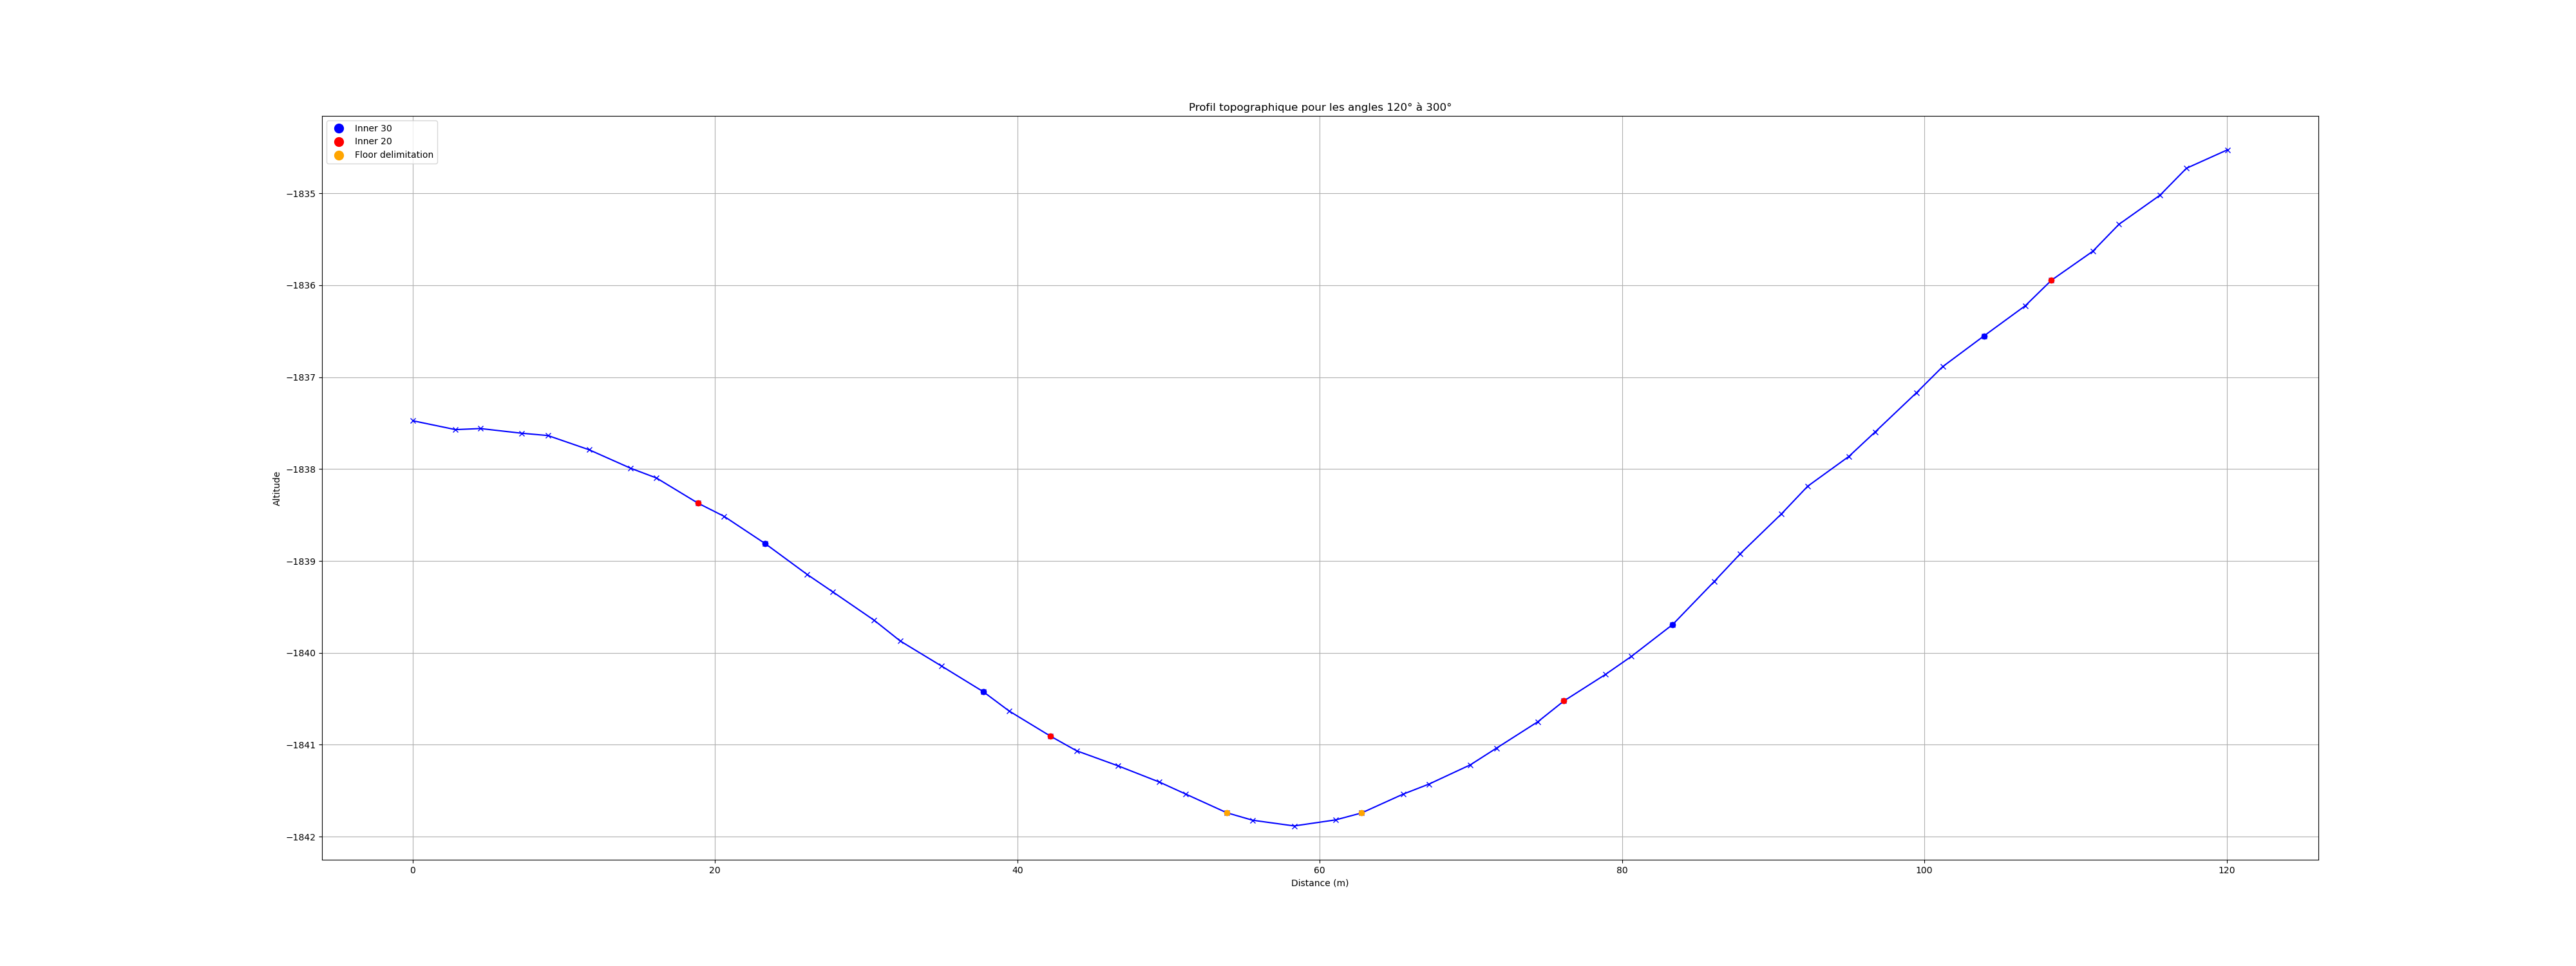 Profil topographique pour les angles 120° à 300°
Inner 30
Inner 20
Floor delimitation
−1835
−1836
−1837
−1838
−1839
−1840
−1841
−1842
Altitude
0 20 40 60 80 100 120
Distance (m)